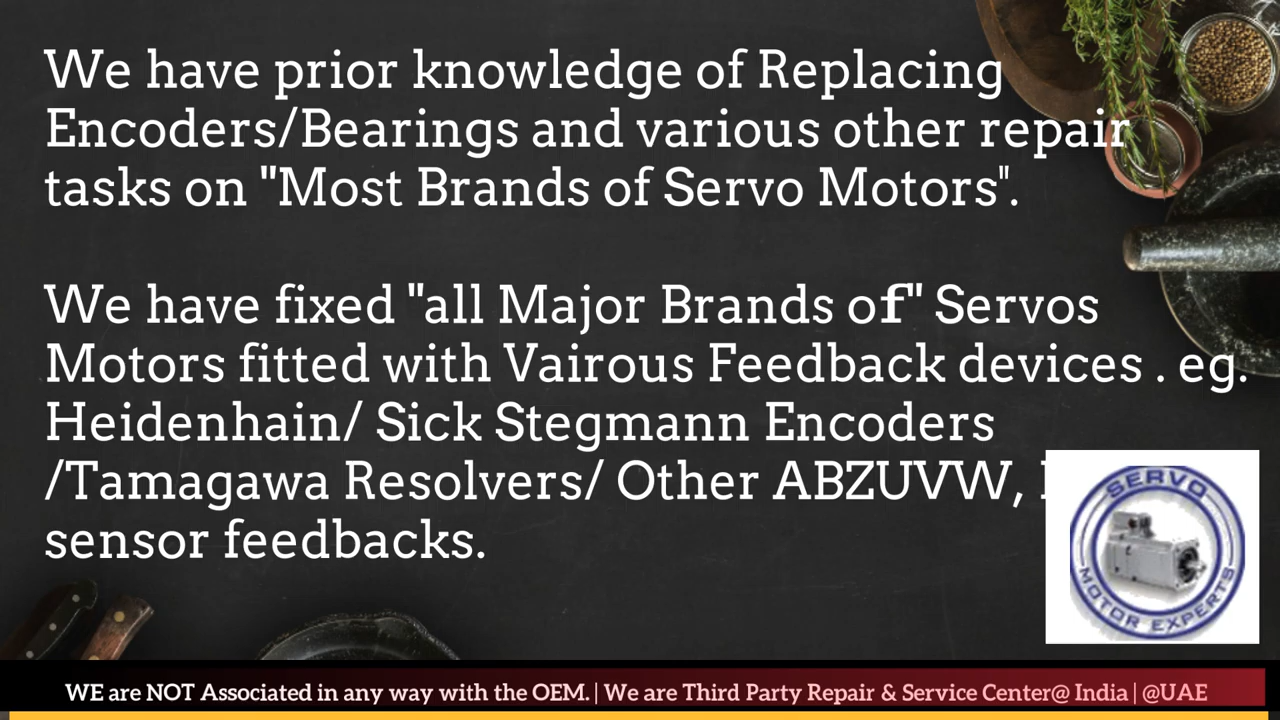 We have prior knowledge of Replacing
Encoders/Bearings and various other repair
tasks on "Most Brands of Servo Motors".
We have fixed "all Major Brands of" Servos
Motors fitted with Vairous Feedback devices . eg.
Heidenhain/ Sick Stegmann Encoders
/Tamagawa Resolvers/ Other ABZUVW,
sensor feedbacks.
SERVO
MOTOR EXPERTS
WE are NOT Associated in any way with the OEM. | We are Third Party Repair & Service Center@ India | @UAE